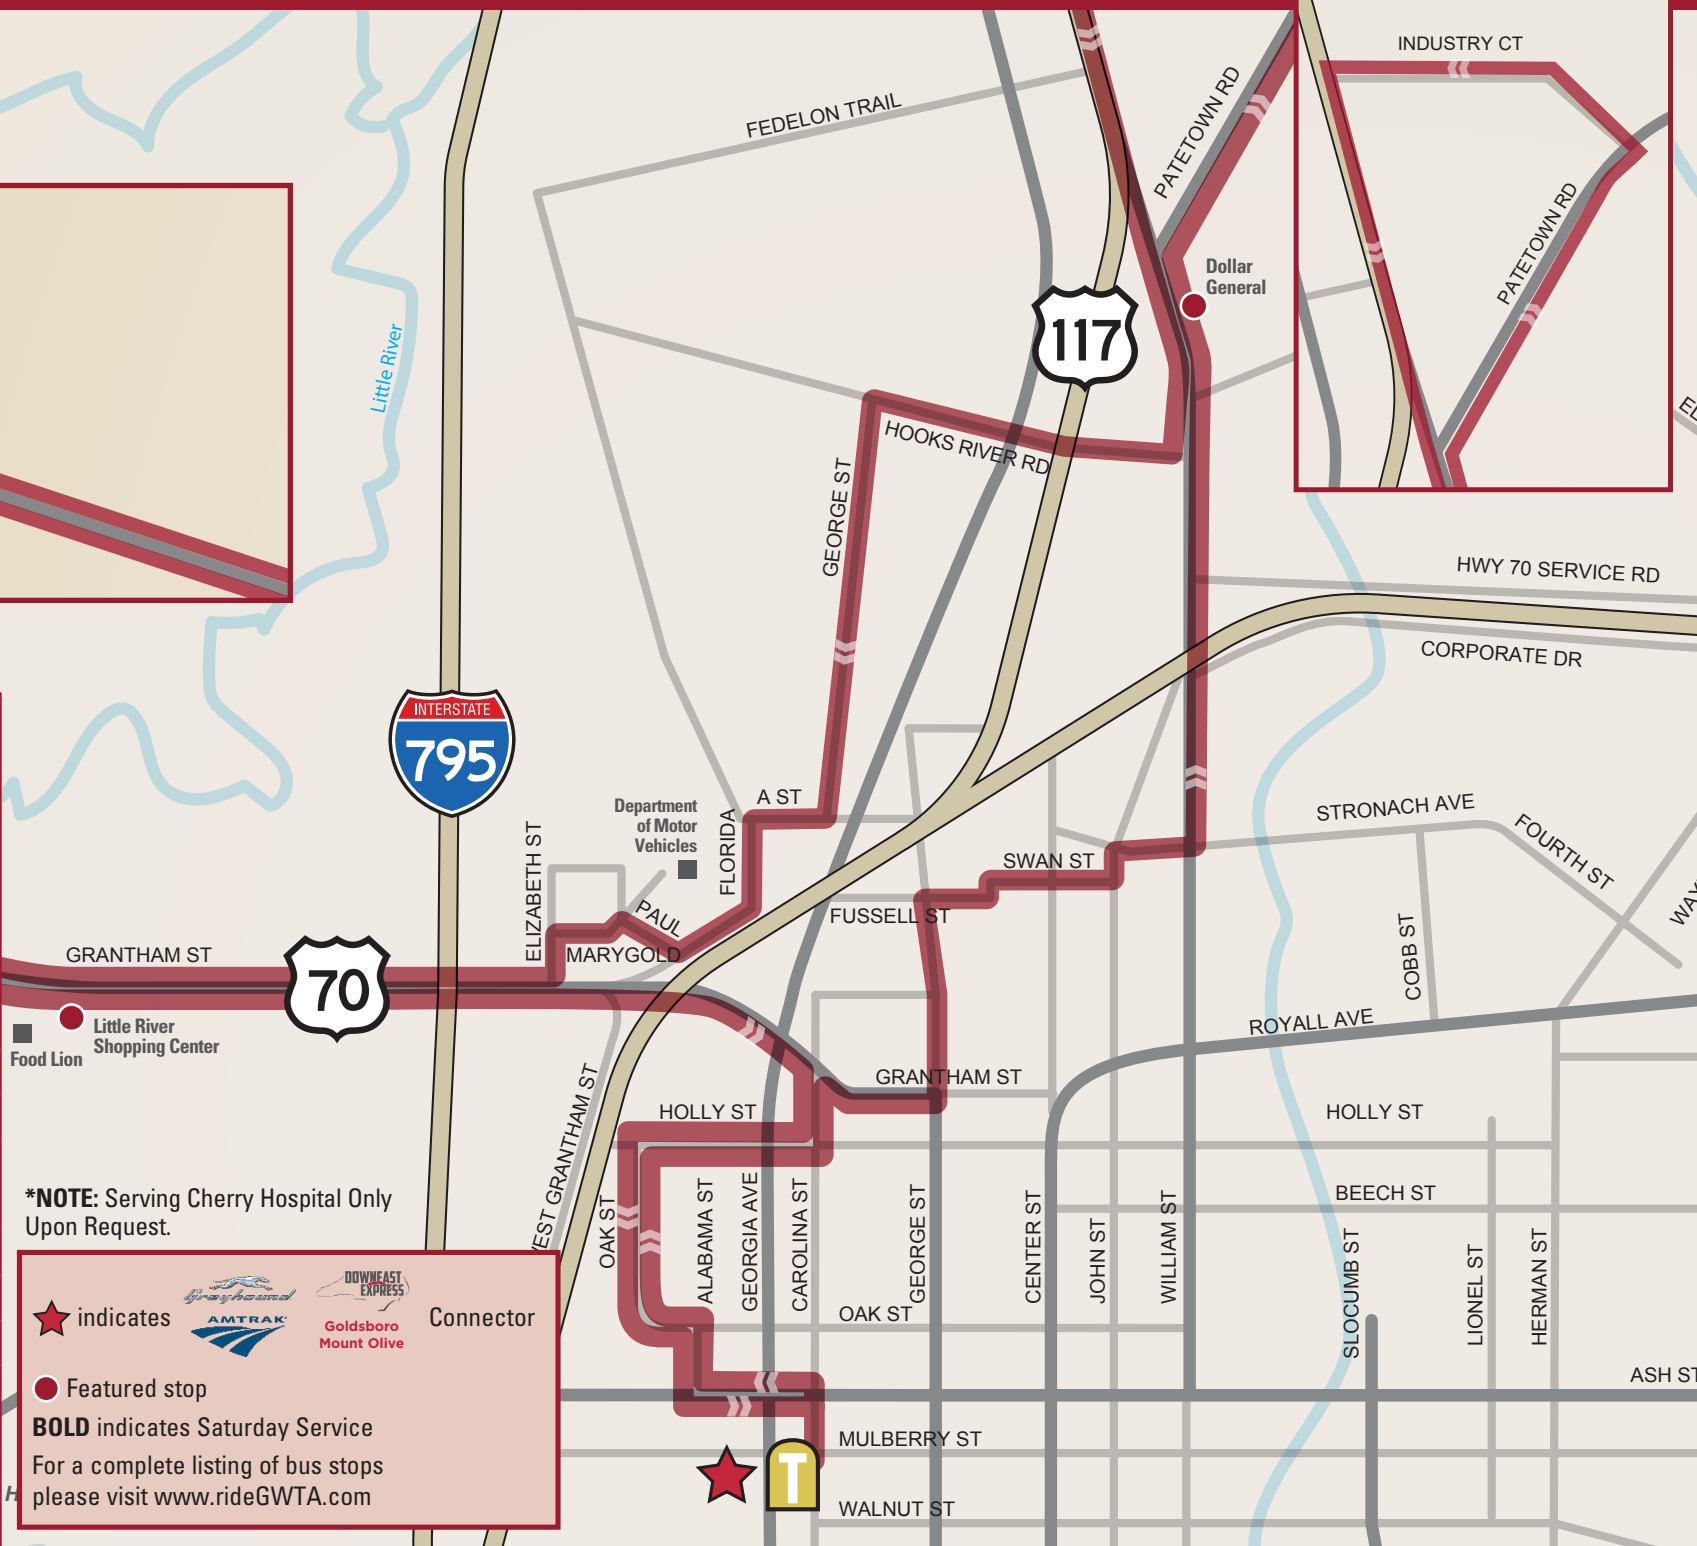 INDUSTRY CT
PATETOWN RD
FEDELON TRAIL
PATETOWN RD
Dollar
General
117
Little River
HOOKS RIVER RD
GEORGE ST
HWY 70 SERVICE RD
CORPORATE DR
INTERSTATE
795
A ST
Department
of Motor
Vehicles
FLORIDA
ELIZABETH ST
STRONACH AVE
FOURTH ST
SWAN ST
PAUL
FUSSELL ST
MARYGOLD
GRANTHAM ST
70
COBB ST
Little River
Shopping Center
Food Lion
ROYALL AVE
GRANTHAM ST
HOLLY ST
HOLLY ST
WEST GRANTHAM ST
OAK ST
ALABAMA ST
GEORGIA AVE
CAROLINA ST
GEORGE ST
CENTER ST
JOHN ST
WILLIAM ST
BEECH ST
SLOCUMB ST
LIONEL ST
HERMAN ST
*NOTE: Serving Cherry Hospital Only
Upon Request.
OAK ST
ASH ST
MULBERRY ST
T
WALNUT ST
indicates
Greyhound
AMTRAK
DOWNEAST
EXPRESS
Goldsboro
Mount Olive
Connector
Featured stop
BOLD indicates Saturday Service
For a complete listing of bus stops
please visit www.rideGWTA.com